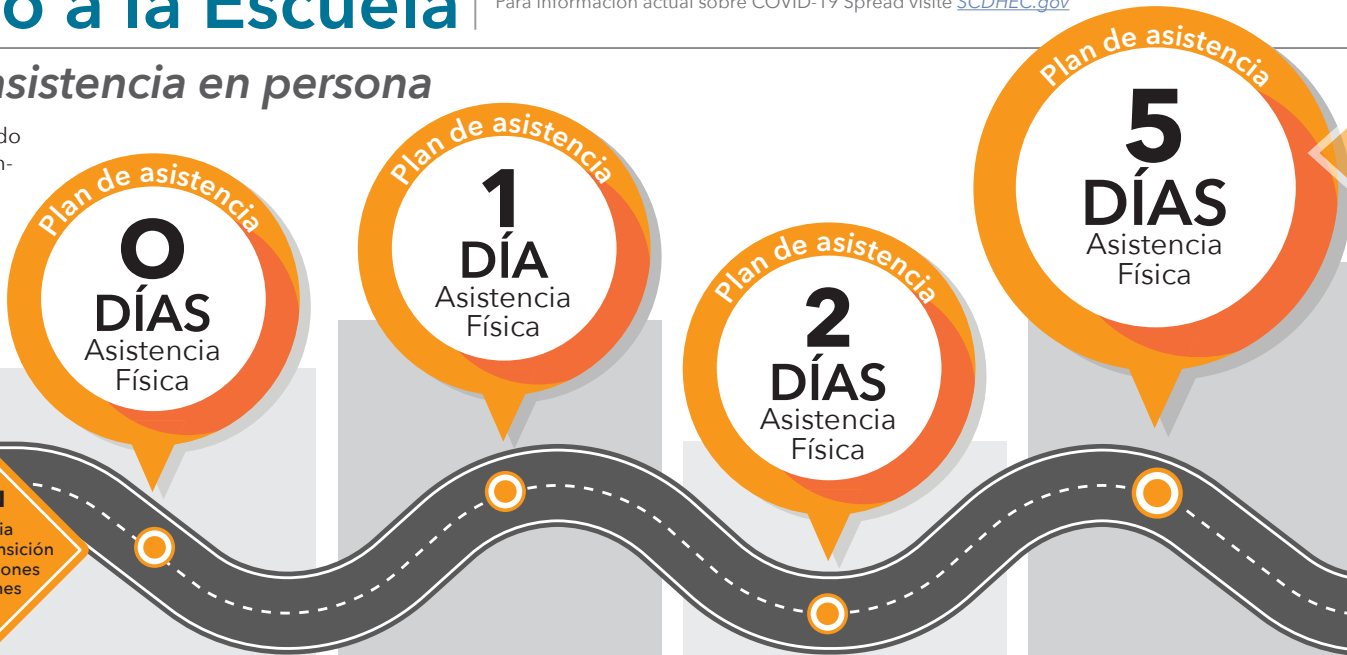 o a la Escuela
Para información actual sobre COVID-19 Spread visite SCDHEC.gov
asistencia en persona
do
n-
Plan de asistencia
0
DÍAS
Asistencia
Física
Plan de asistencia
1
DÍA
Asistencia
Física
Plan de asistencia
2
DÍAS
Asistencia
Física
Plan de asistencia
5
DÍAS
Asistencia
Física
ia
nsición
ones
nes